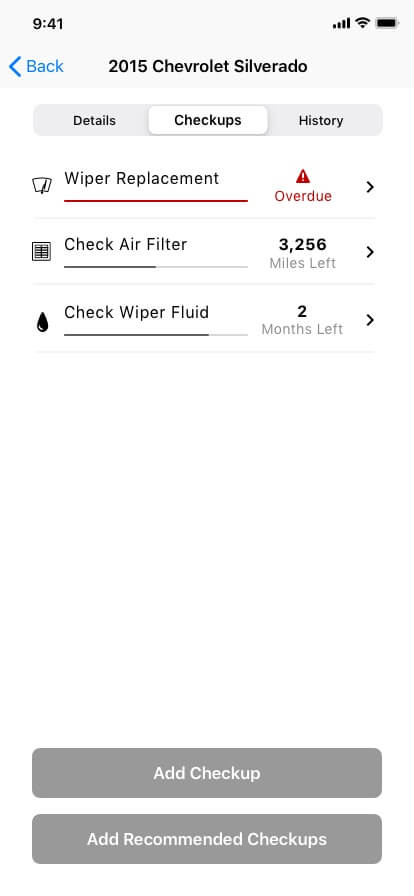 9:41
Back
2015 Chevrolet Silverado
Details
Checkups
History
Wiper Replacement
Overdue
Check Air Filter
3,256
Miles Left
Check Wiper Fluid
2
Months Left
Add Checkup
Add Recommended Checkups